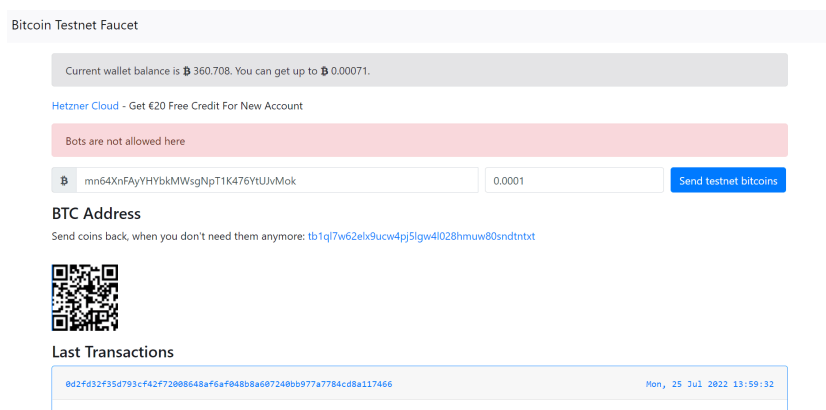 Bitcoin Testnet Faucet
Current wallet balance is ₿ 360.708. You can get up to ₿ 0.00071.
Hetzner Cloud - Get €20 Free Credit For New Account
Bots are not allowed here
₿ mn64XnFAyYHYbkMWsgNpT1K476YtUJvMok 0.0001 Send testnet bitcoins
BTC Address
Send coins back, when you don't need them anymore: tb1ql7w62elx9ucw4pj5lgw4l028hmuw80sndtntxt
Last Transactions
0d2fd32f35d793cf42f72008648af6af048b8a607240bb977a7784cd8a117466 Mon, 25 Jul 2022 13:59:32